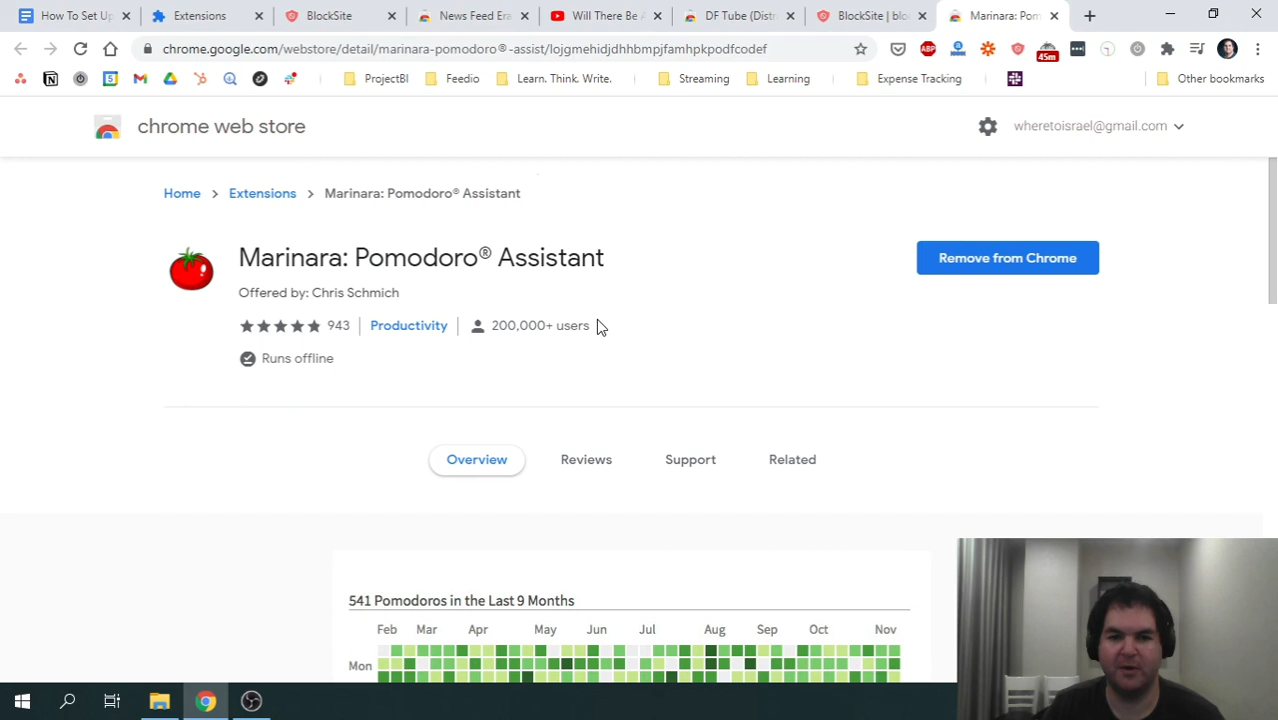 How To Set Up
Extensions
BlockSite
News Feed Era
Will There Be A
DF Tube (Distr
BlockSite | blo
Marinara: Pom
chrome.google.com/webstore/detail/marinara-pomodoro®-assist/lojgmehidjdhhbmpjfamhpkpodfcodef
ABP
45m
ProjectBI
Feedio
Learn. Think. Write.
Streaming
Learning
Expense Tracking
Other bookmarks
chrome web store
wheretoisrael@gmail.com
Home
Extensions
Marinara: Pomodoro® Assistant
Marinara: Pomodoro® Assistant
Remove from Chrome
Offered by: Chris Schmich
943
Productivity
200,000+ users
Runs offline
Overview
Reviews
Support
Related
541 Pomodoros in the Last 9 Months
Feb Mar Apr May Jun Jul Aug Sep Oct Nov
Mon